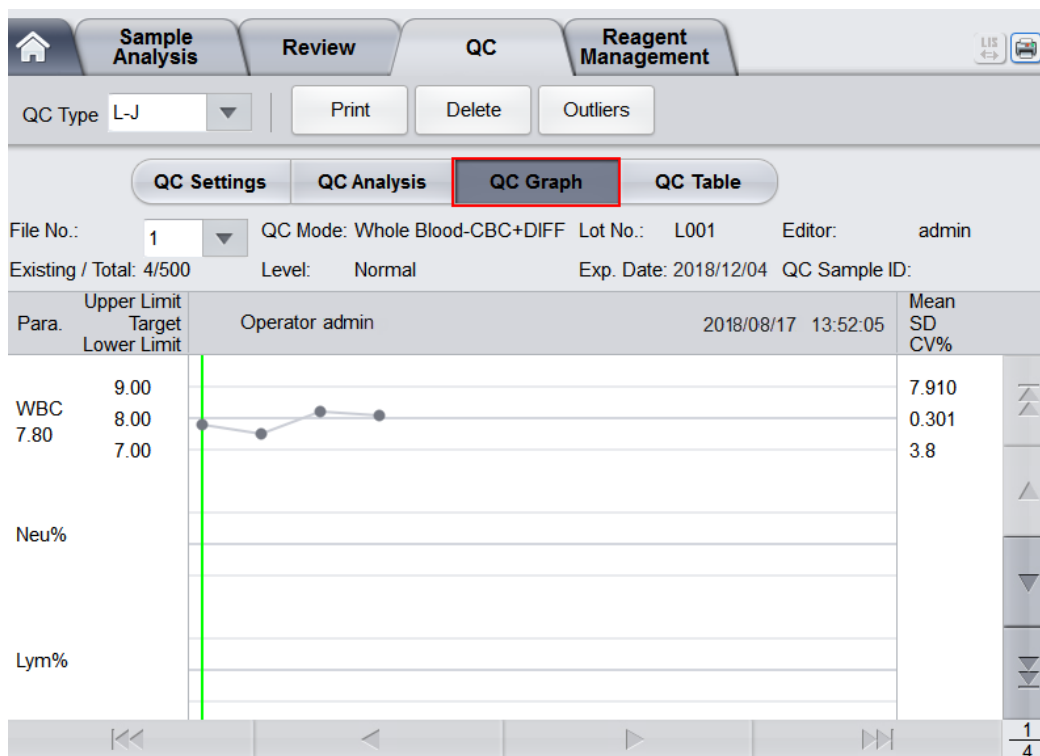 Sample Analysis Review QC Reagent Management LIS
QC Type L-J Print Delete Outliers
QC Settings QC Analysis QC Graph QC Table
File No.: 1 QC Mode: Whole Blood-CBC+DIFF Lot No.: L001 Editor: admin
Existing / Total: 4/500 Level: Normal Exp. Date: 2018/12/04 QC Sample ID:
Para. Upper Limit Target Lower Limit Operator admin 2018/08/17 13:52:05 Mean SD CV%
9.00 7.910
WBC 8.00 0.301
7.80 7.00 3.8
Neu%
Lym%
1
4